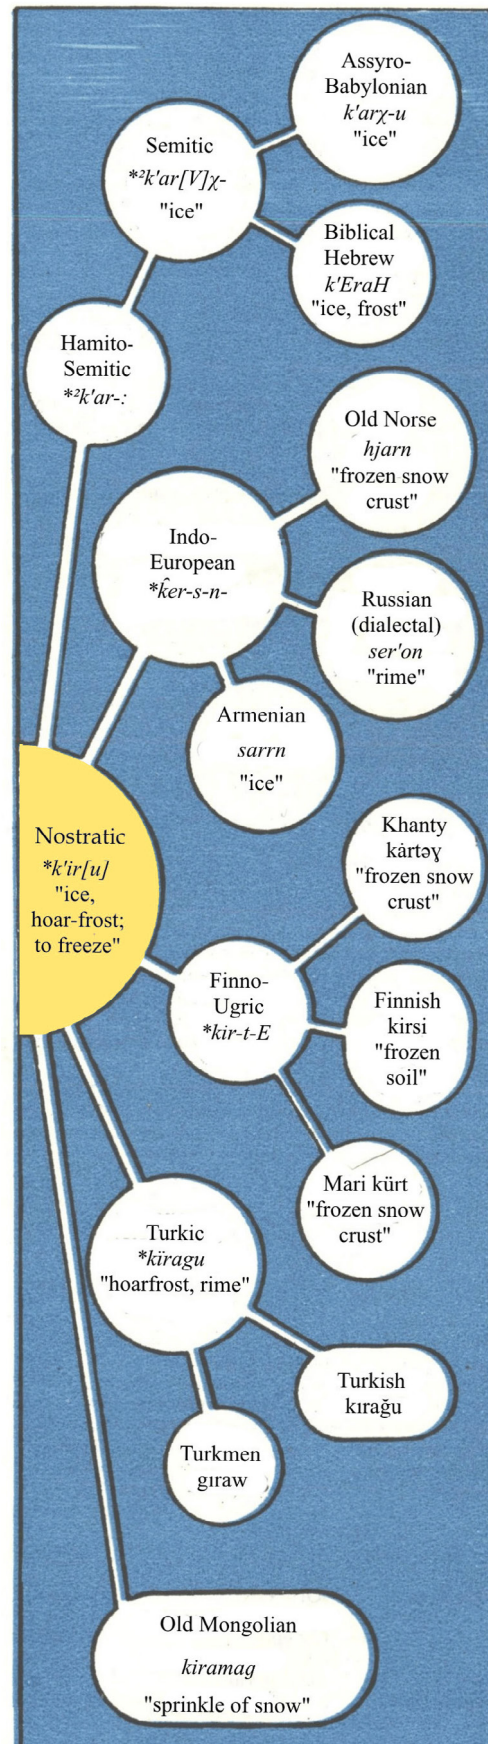 Assyro-
Babylonian
k'arχ-u
"ice"
Semitic
*²k'ar[V]χ-
"ice"
Biblical
Hebrew
k'EraH
"ice, frost"
Hamito-
Semitic
*²k'ar-:
Old Norse
hjarn
"frozen snow
crust"
Indo-
European
*k̂er-s-n-
Russian
(dialectal)
ser'on
"rime"
Armenian
sarrn
"ice"
Nostratic
*k'ir[u]
"ice,
hoar-frost;
to freeze"
Khanty
kȧrtəγ
"frozen snow
crust"
Finno-
Ugric
*kir-t-E
Finnish
kirsi
"frozen
soil"
Mari kürt
"frozen snow
crust"
Turkic
*kïragu
"hoarfrost, rime"
Turkish
kırağu
Turkmen
gıraw
Old Mongolian
kiramag
"sprinkle of snow"